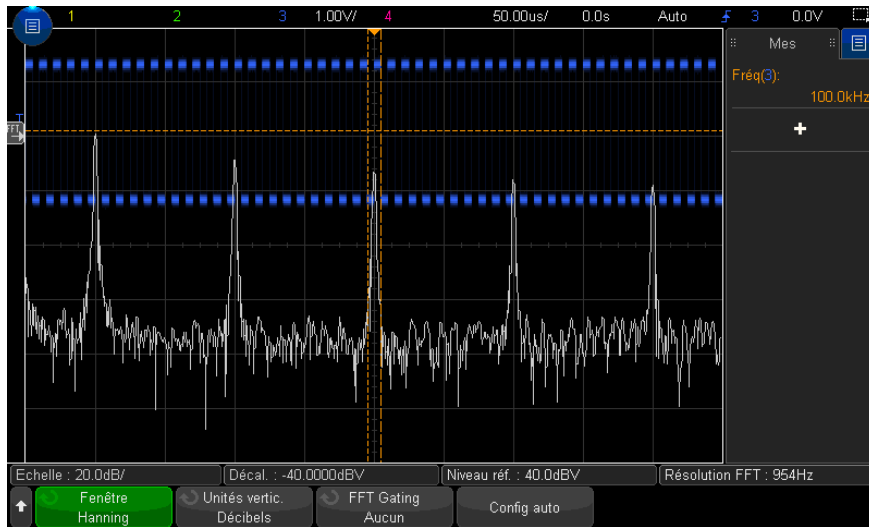 1 2 3 1.00V/ 4 50.00us/ 0.0s Auto 3 0.0V
Mes
Fréq(3):
100.0kHz
+
T
FFT
Echelle : 20.0dB/ Décal. : -40.0000dBV Niveau réf. : 40.0dBV Résolution FFT : 954Hz
Fenêtre
Hanning
Unités vertic.
Décibels
FFT Gating
Aucun
Config auto